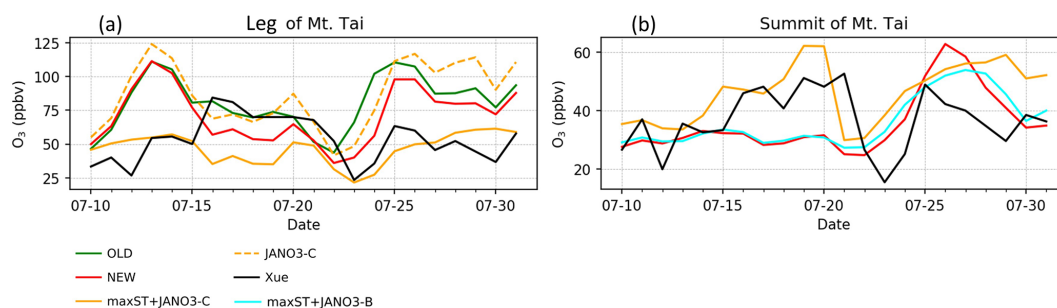 (a) Leg of Mt. Tai
125
100
75
50
25
O₃ (ppbv)
07-10 07-15 07-20 07-25 07-30
Date
(b) Summit of Mt. Tai
60
40
20
O₃ (ppbv)
07-10 07-15 07-20 07-25 07-30
Date
OLD JANO3-C
NEW Xue
maxST+JANO3-C maxST+JANO3-B